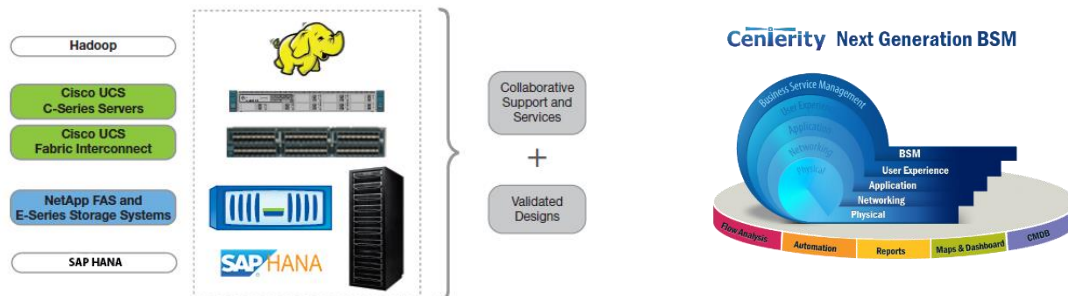 Hadoop
Cisco UCS
C-Series Servers
Cisco UCS
Fabric Interconnect
NetApp FAS and
E-Series Storage Systems
SAP HANA
SAP HANA
Collaborative
Support and
Services
+
Validated
Designs
Centerity Next Generation BSM
Business Service Management
User Experience
Application
Networking
Physical
BSM
User Experience
Application
Networking
Physical
Flow Analysis
Automation
Reports
Maps & Dashboard
CMDB